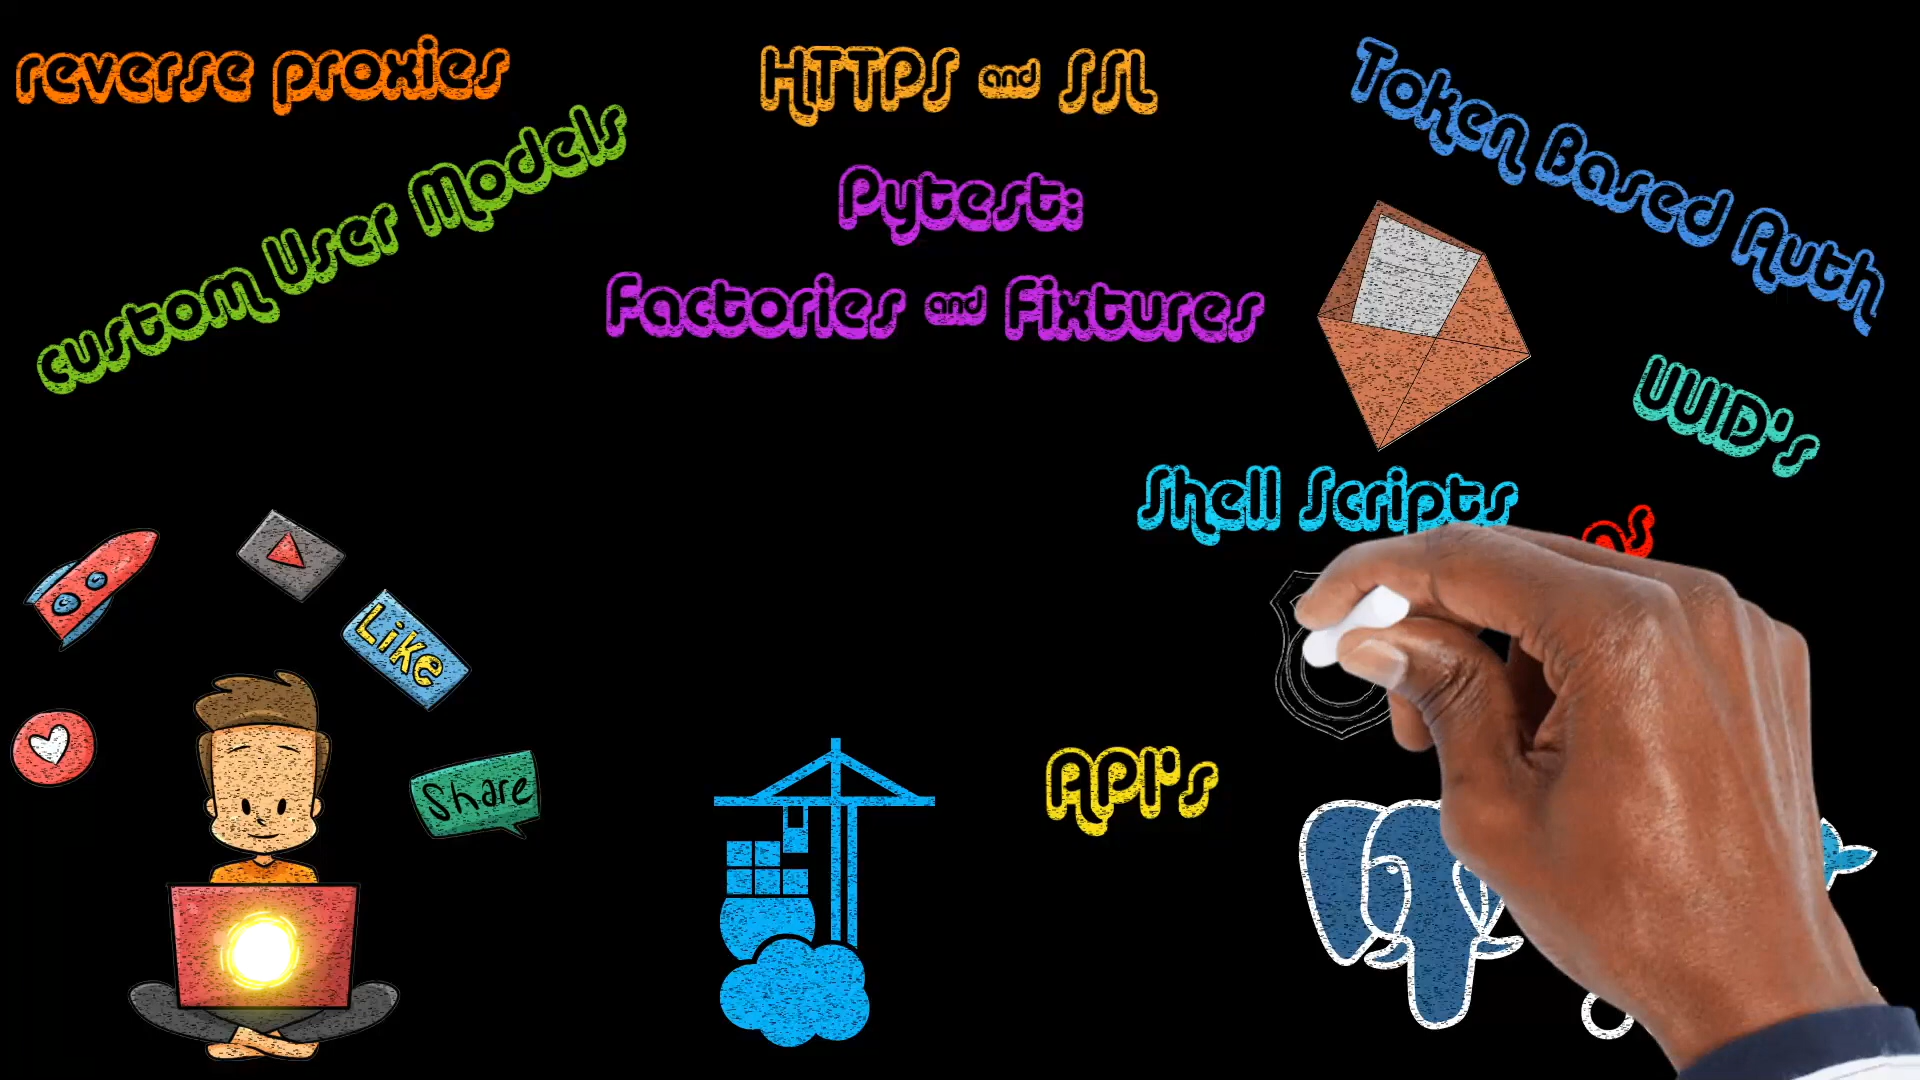 reverse proxies
HTTPS and SSL
Token Based Auth
custom User Models
Pytest:
Factories and Fixtures
UUID's
Shell Scripts
Like
Share
API's